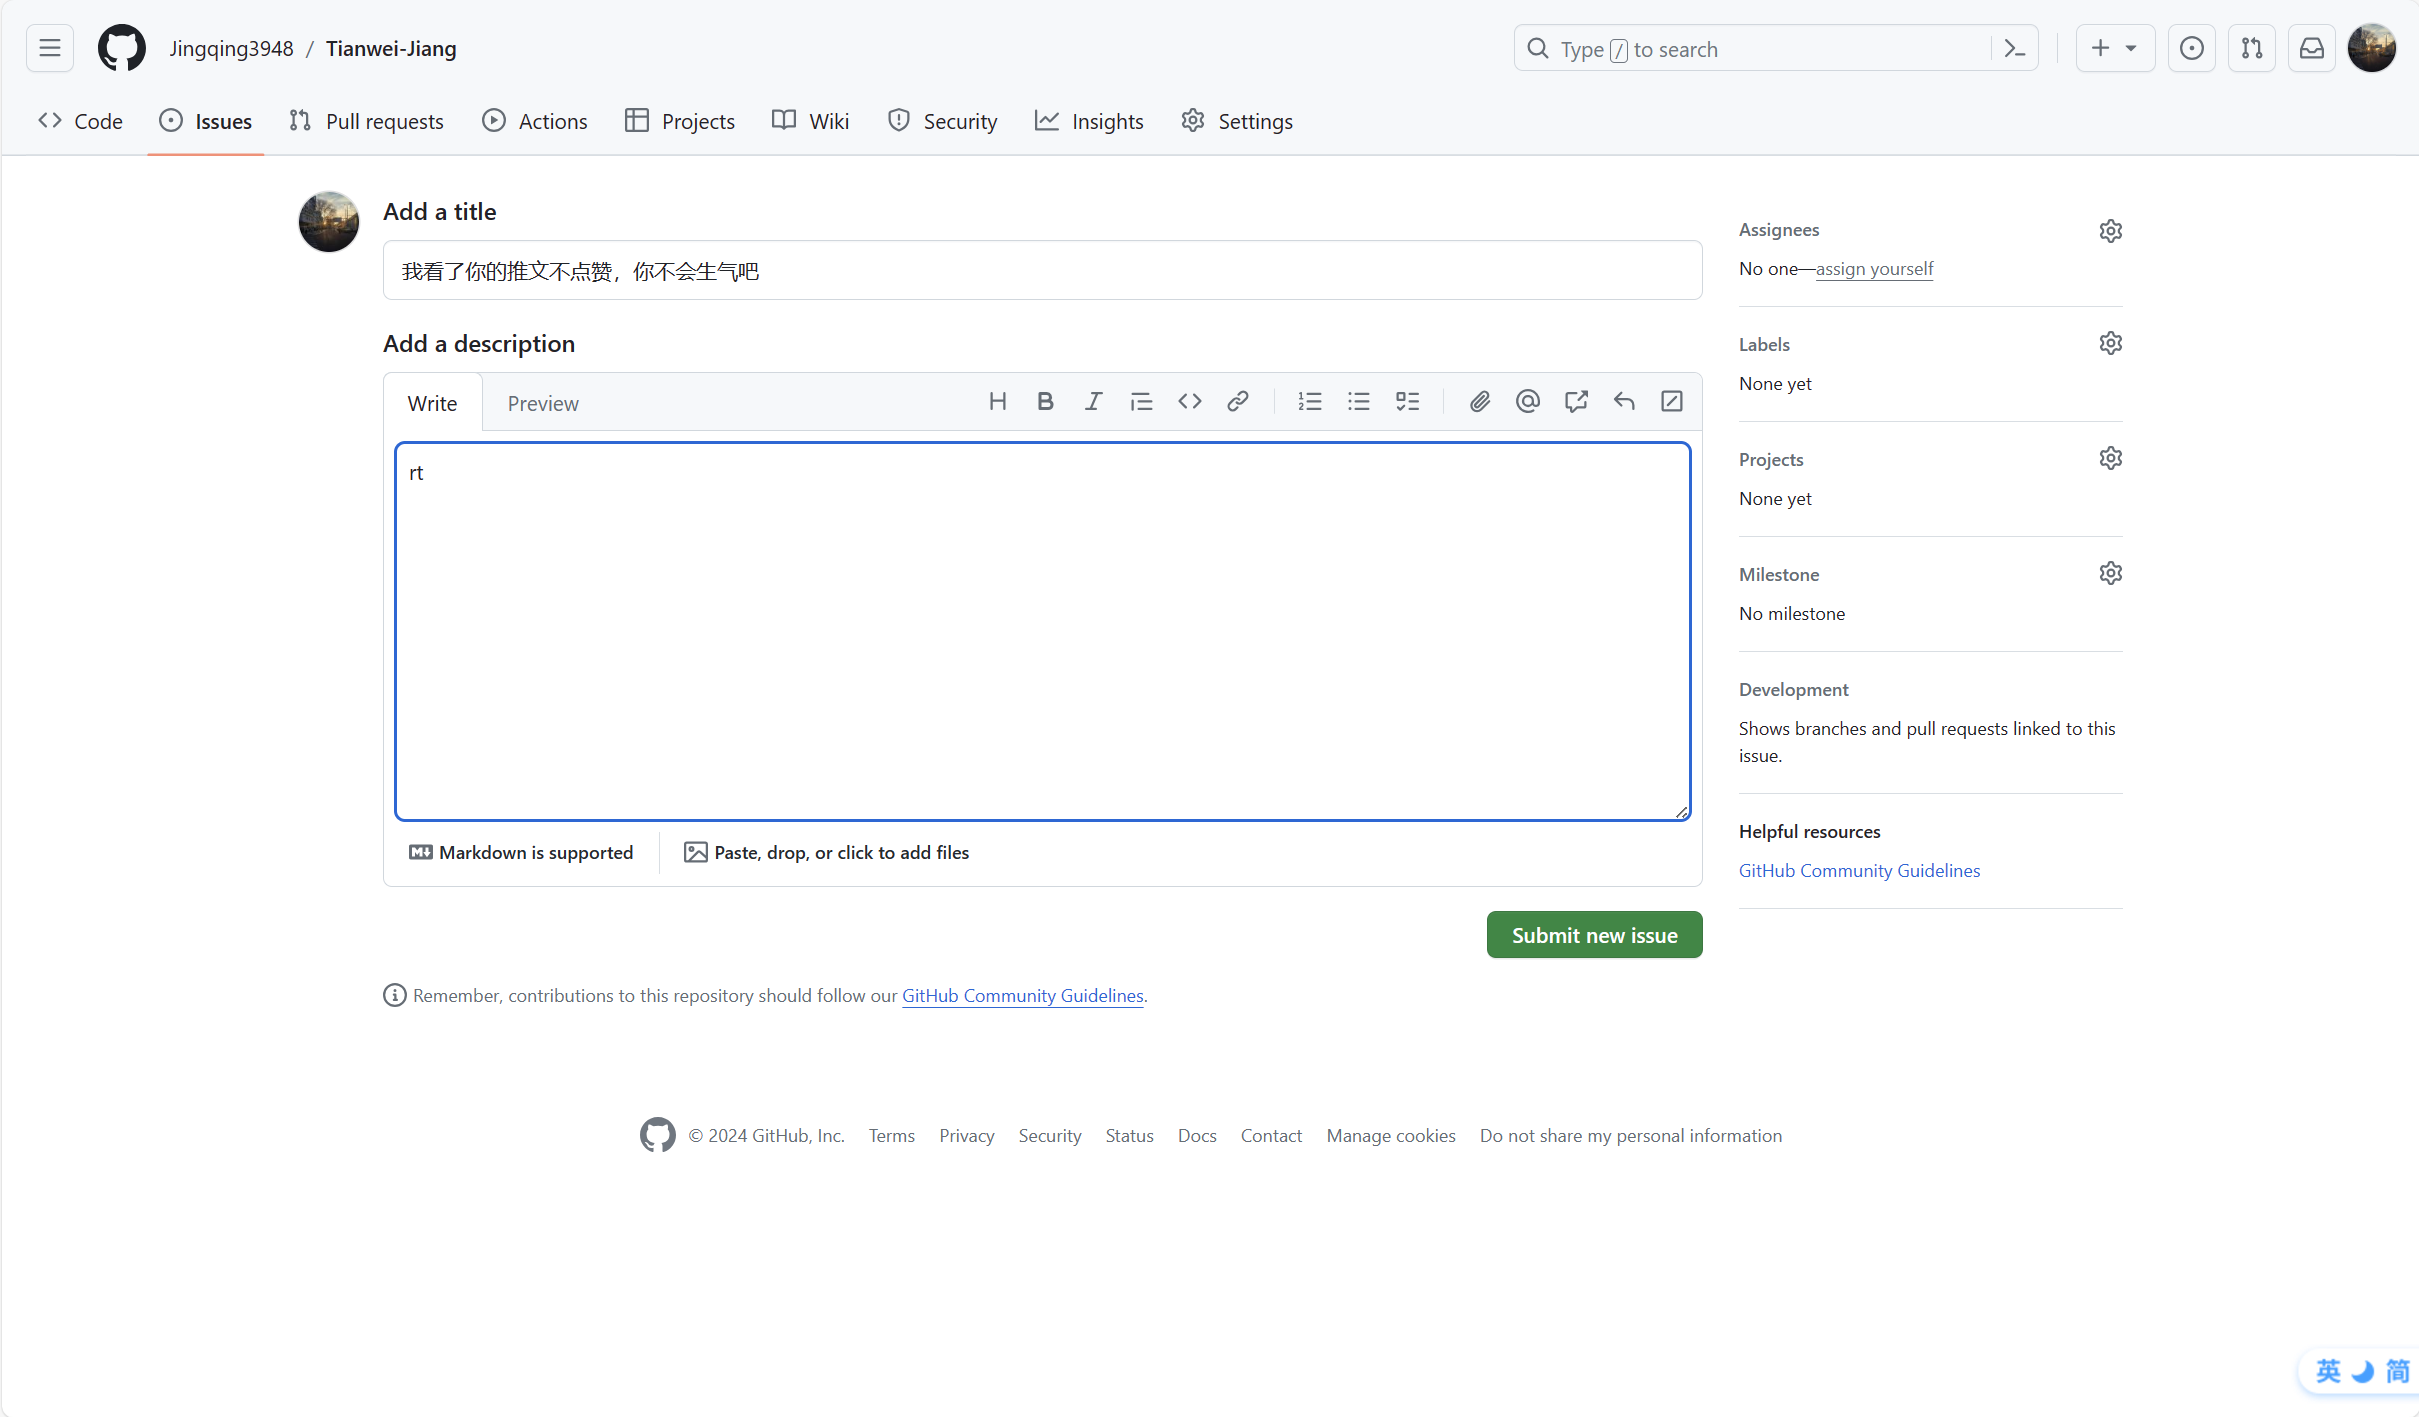 Jingqing3948 / Tianwei-Jiang
Type / to search
Code Issues Pull requests Actions Projects Wiki Security Insights Settings
Add a title
我看了你的推文不点赞，你不会生气吧
Add a description
Write Preview
rt
Markdown is supported Paste, drop, or click to add files
Submit new issue
Remember, contributions to this repository should follow our GitHub Community Guidelines.
Assignees
No one—assign yourself
Labels
None yet
Projects
None yet
Milestone
No milestone
Development
Shows branches and pull requests linked to this
issue.
Helpful resources
GitHub Community Guidelines
© 2024 GitHub, Inc. Terms Privacy Security Status Docs Contact Manage cookies Do not share my personal information
英 简